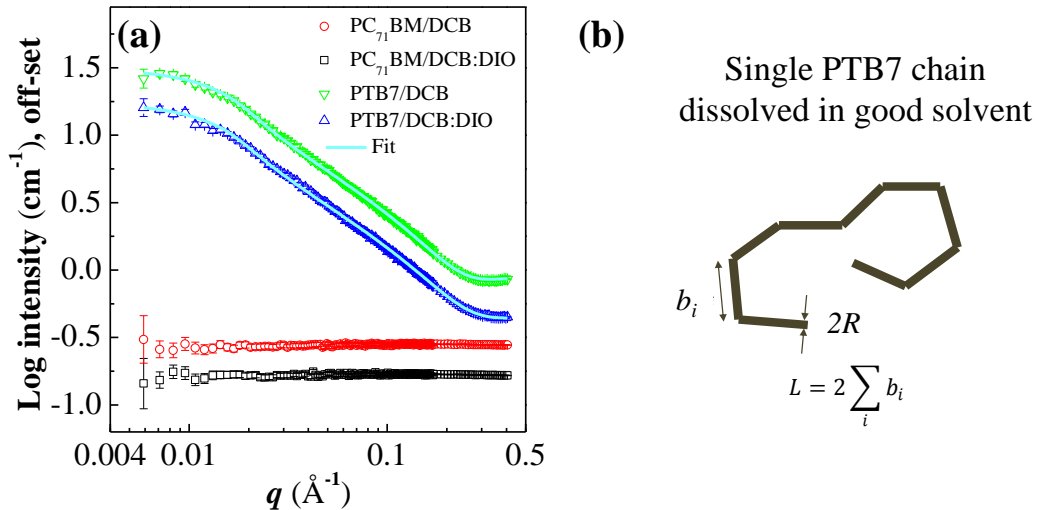 (a)
PC₇₁BM/DCB
PC₇₁BM/DCB:DIO
PTB7/DCB
PTB7/DCB:DIO
Fit
Log intensity (cm⁻¹), off-set
1.5
1.0
0.5
0.0
-0.5
-1.0
0.004
0.01
0.1
0.5
q (Å⁻¹)
(b)
Single PTB7 chain
dissolved in good solvent
bᵢ
2R
L = 2 ∑ᵢ bᵢ